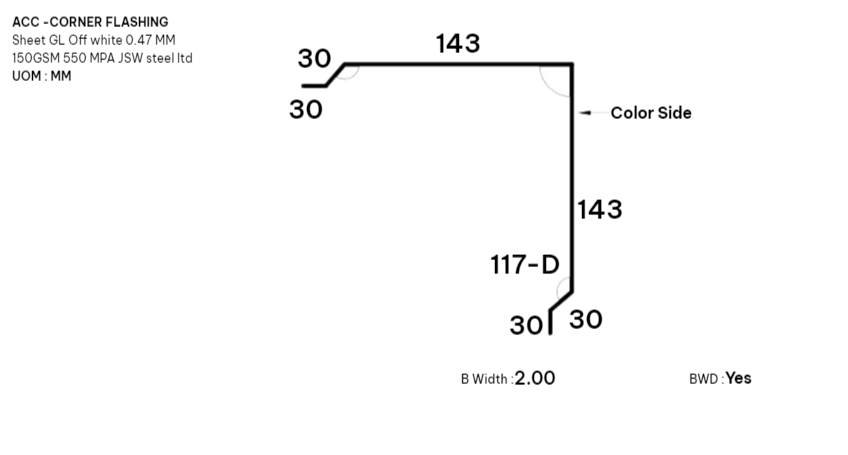 ACC -CORNER FLASHING
Sheet GL Off white 0.47 MM
150GSM 550 MPA JSW steel ltd
UOM : MM
143
30
30
Color Side
143
117-D
30
30
B Width :2.00
BWD :Yes